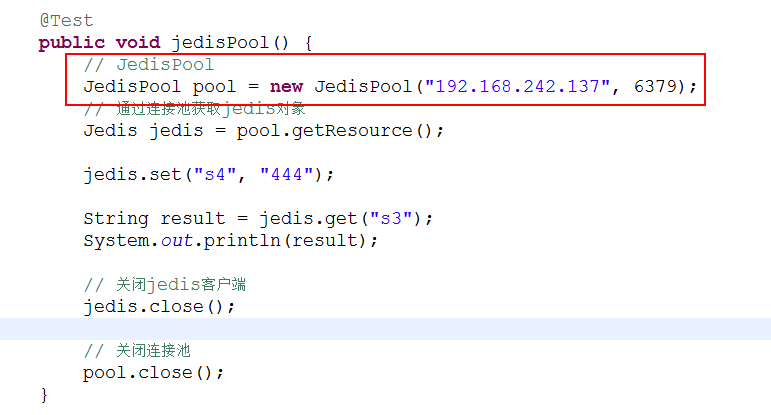 @Test
public void jedisPool() {
// JedisPool
JedisPool pool = new JedisPool("192.168.242.137", 6379);
// 通过连接池获取jedis对象
Jedis jedis = pool.getResource();
jedis.set("s4", "444");
String result = jedis.get("s3");
System.out.println(result);
// 关闭jedis客户端
jedis.close();
// 关闭连接池
pool.close();
}